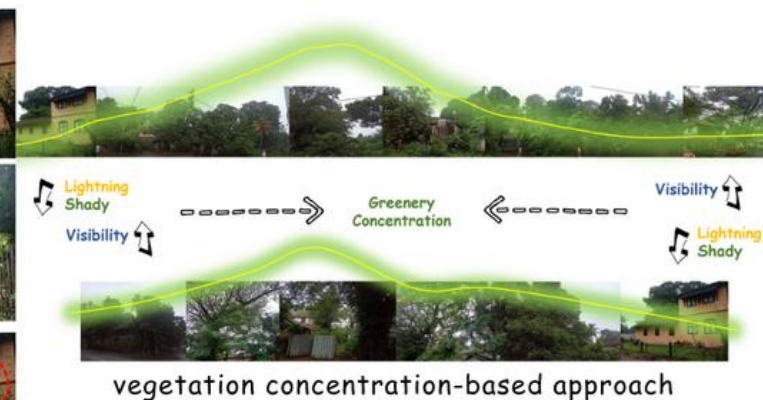 Lightning
Shady
Visibility
Greenery
Concentration
Visibility
Lightning
Shady
vegetation concentration-based approach